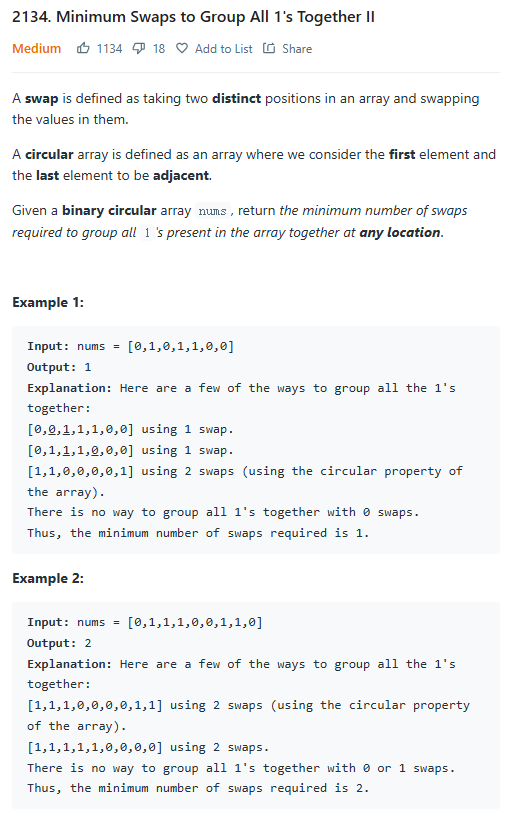 2134. Minimum Swaps to Group All 1's Together II
Medium 1134 18 Add to List Share
A swap is defined as taking two distinct positions in an array and swapping
the values in them.
A circular array is defined as an array where we consider the first element and
the last element to be adjacent.
Given a binary circular array nums , return the minimum number of swaps
required to group all 1 's present in the array together at any location.
Example 1:
Input: nums = [0,1,0,1,1,0,0]
Output: 1
Explanation: Here are a few of the ways to group all the 1's
together:
[0,0,1,1,1,0,0] using 1 swap.
[0,1,1,1,0,0,0] using 1 swap.
[1,1,0,0,0,0,1] using 2 swaps (using the circular property of
the array).
There is no way to group all 1's together with 0 swaps.
Thus, the minimum number of swaps required is 1.
Example 2:
Input: nums = [0,1,1,1,0,0,1,1,0]
Output: 2
Explanation: Here are a few of the ways to group all the 1's
together:
[1,1,1,0,0,0,0,1,1] using 2 swaps (using the circular property
of the array).
[1,1,1,1,1,0,0,0,0] using 2 swaps.
There is no way to group all 1's together with 0 or 1 swaps.
Thus, the minimum number of swaps required is 2.